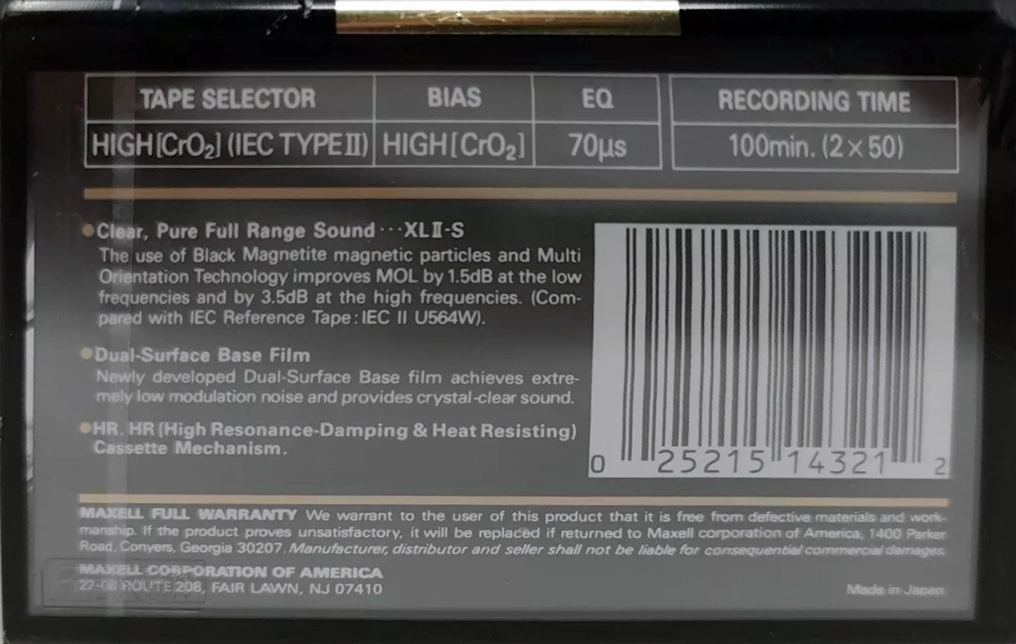 TAPE SELECTOR BIAS EQ RECORDING TIME
HIGH[CrO₂] (IEC TYPEⅡ) HIGH[CrO₂] 70μs 100min. (2×50)
●Clear, Pure Full Range Sound···XLⅡ-S
The use of Black Magnetite magnetic particles and Multi
Orientation Technology improves MOL by 1.5dB at the low
frequencies and by 3.5dB at the high frequencies. (Com-
pared with IEC Reference Tape:IEC II U564W).
●Dual-Surface Base Film
Newly developed Dual-Surface Base film achieves extre-
mely low modulation noise and provides crystal-clear sound.
●HR. HR (High Resonance-Damping & Heat Resisting)
Cassette Mechanism.
0 25215 14321 2
MAXELL FULL WARRANTY We warrant to the user of this product that it is free from defective materials and work-
manship. If the product proves unsatisfactory, it will be replaced if returned to Maxell corporation of America, 1400 Parker
Road, Conyers, Georgia 30207. Manufacturer, distributor and seller shall not be liable for consequential commercial damages.
MAXELL CORPORATION OF AMERICA
22-08 ROUTE 208, FAIR LAWN, NJ 07410
Made in Japan